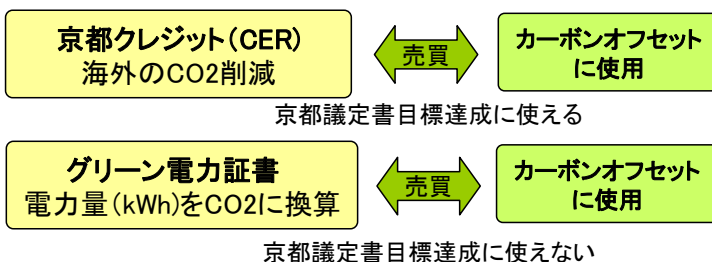 京都クレジット(CER)
海外のCO2削減
売買
カーボンオフセット
に使用
京都議定書目標達成に使える
グリーン電力証書
電力量(kWh)をCO2に換算
売買
カーボンオフセット
に使用
京都議定書目標達成に使えない